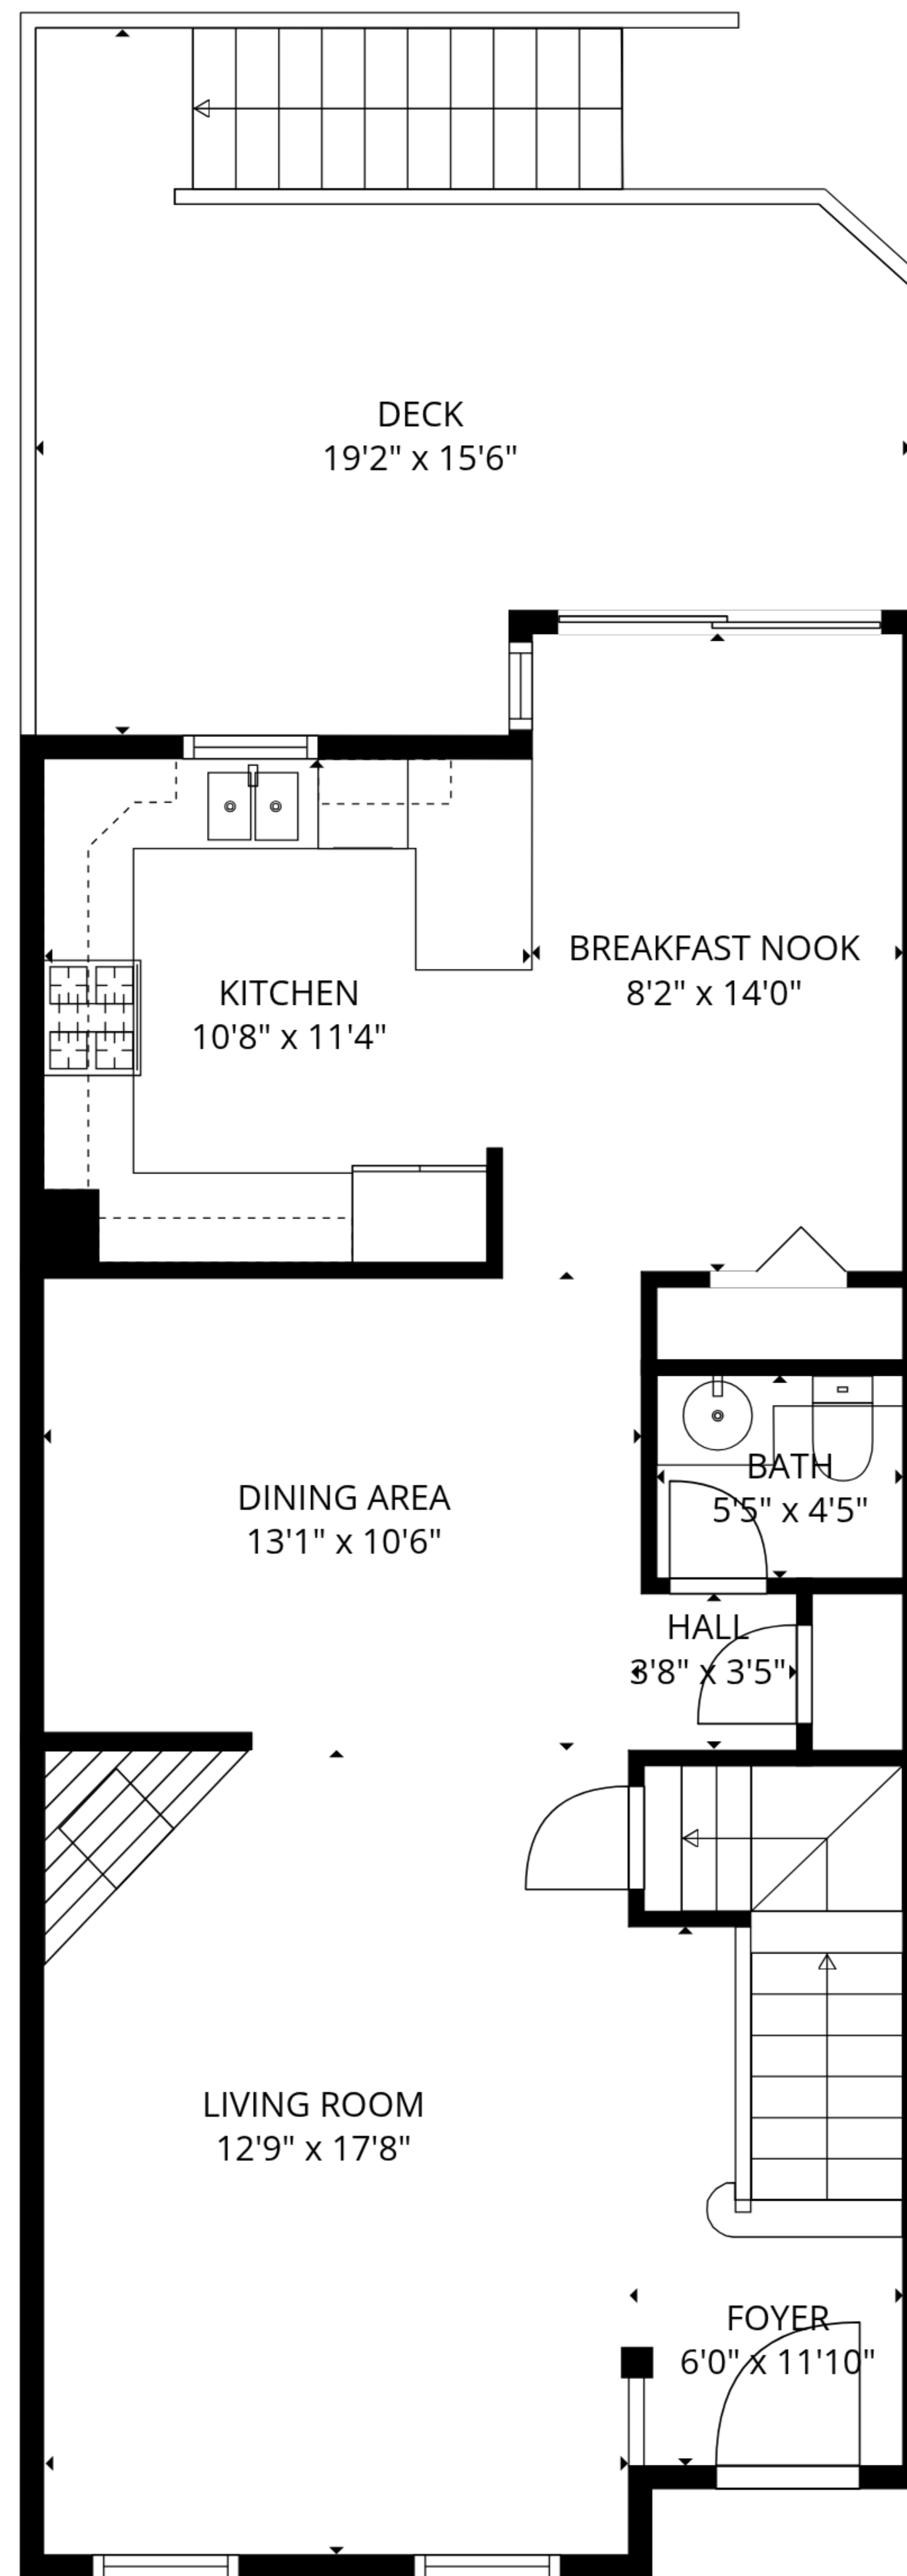 DECK
19'2" x 15'6"
BREAKFAST NOOK
8'2" x 14'0"
KITCHEN
10'8" x 11'4"
BATH
5'5" x 4'5"
DINING AREA
13'1" x 10'6"
HALL
3'8" x 3'5"
LIVING ROOM
12'9" x 17'8"
FOYER
6'0" x 11'10"